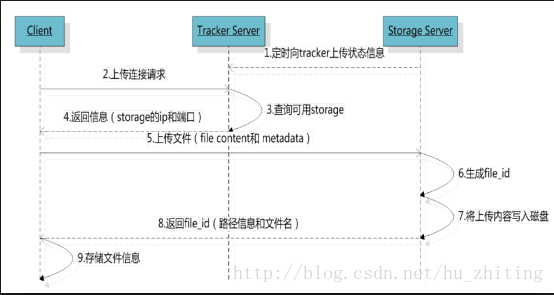 Client
Tracker Server
Storage Server
1.定时向tracker上传状态信息
2.上传连接请求
3.查询可用storage
4.返回信息（storage的ip和端口）
5.上传文件（file content和 metadata）
6.生成file_id
7.将上传内容写入磁盘
8.返回file_id（路径信息和文件名）
9.存储文件信息
http://blog.csdn.net/hu_zhiting